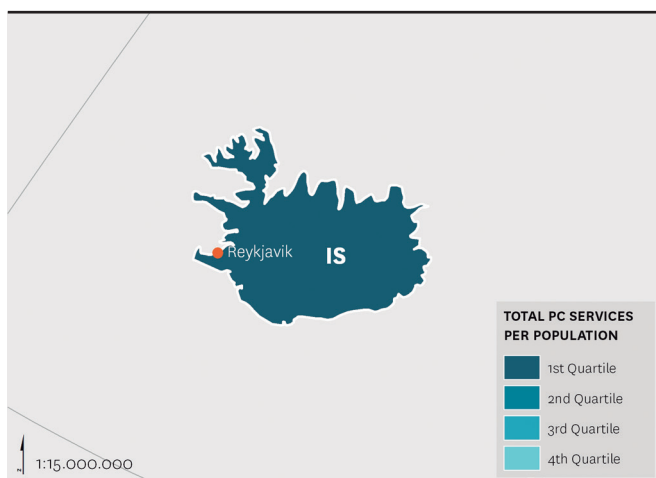 Reykjavik
IS
TOTAL PC SERVICES
PER POPULATION
1st Quartile
2nd Quartile
3rd Quartile
4th Quartile
N
1:15.000.000